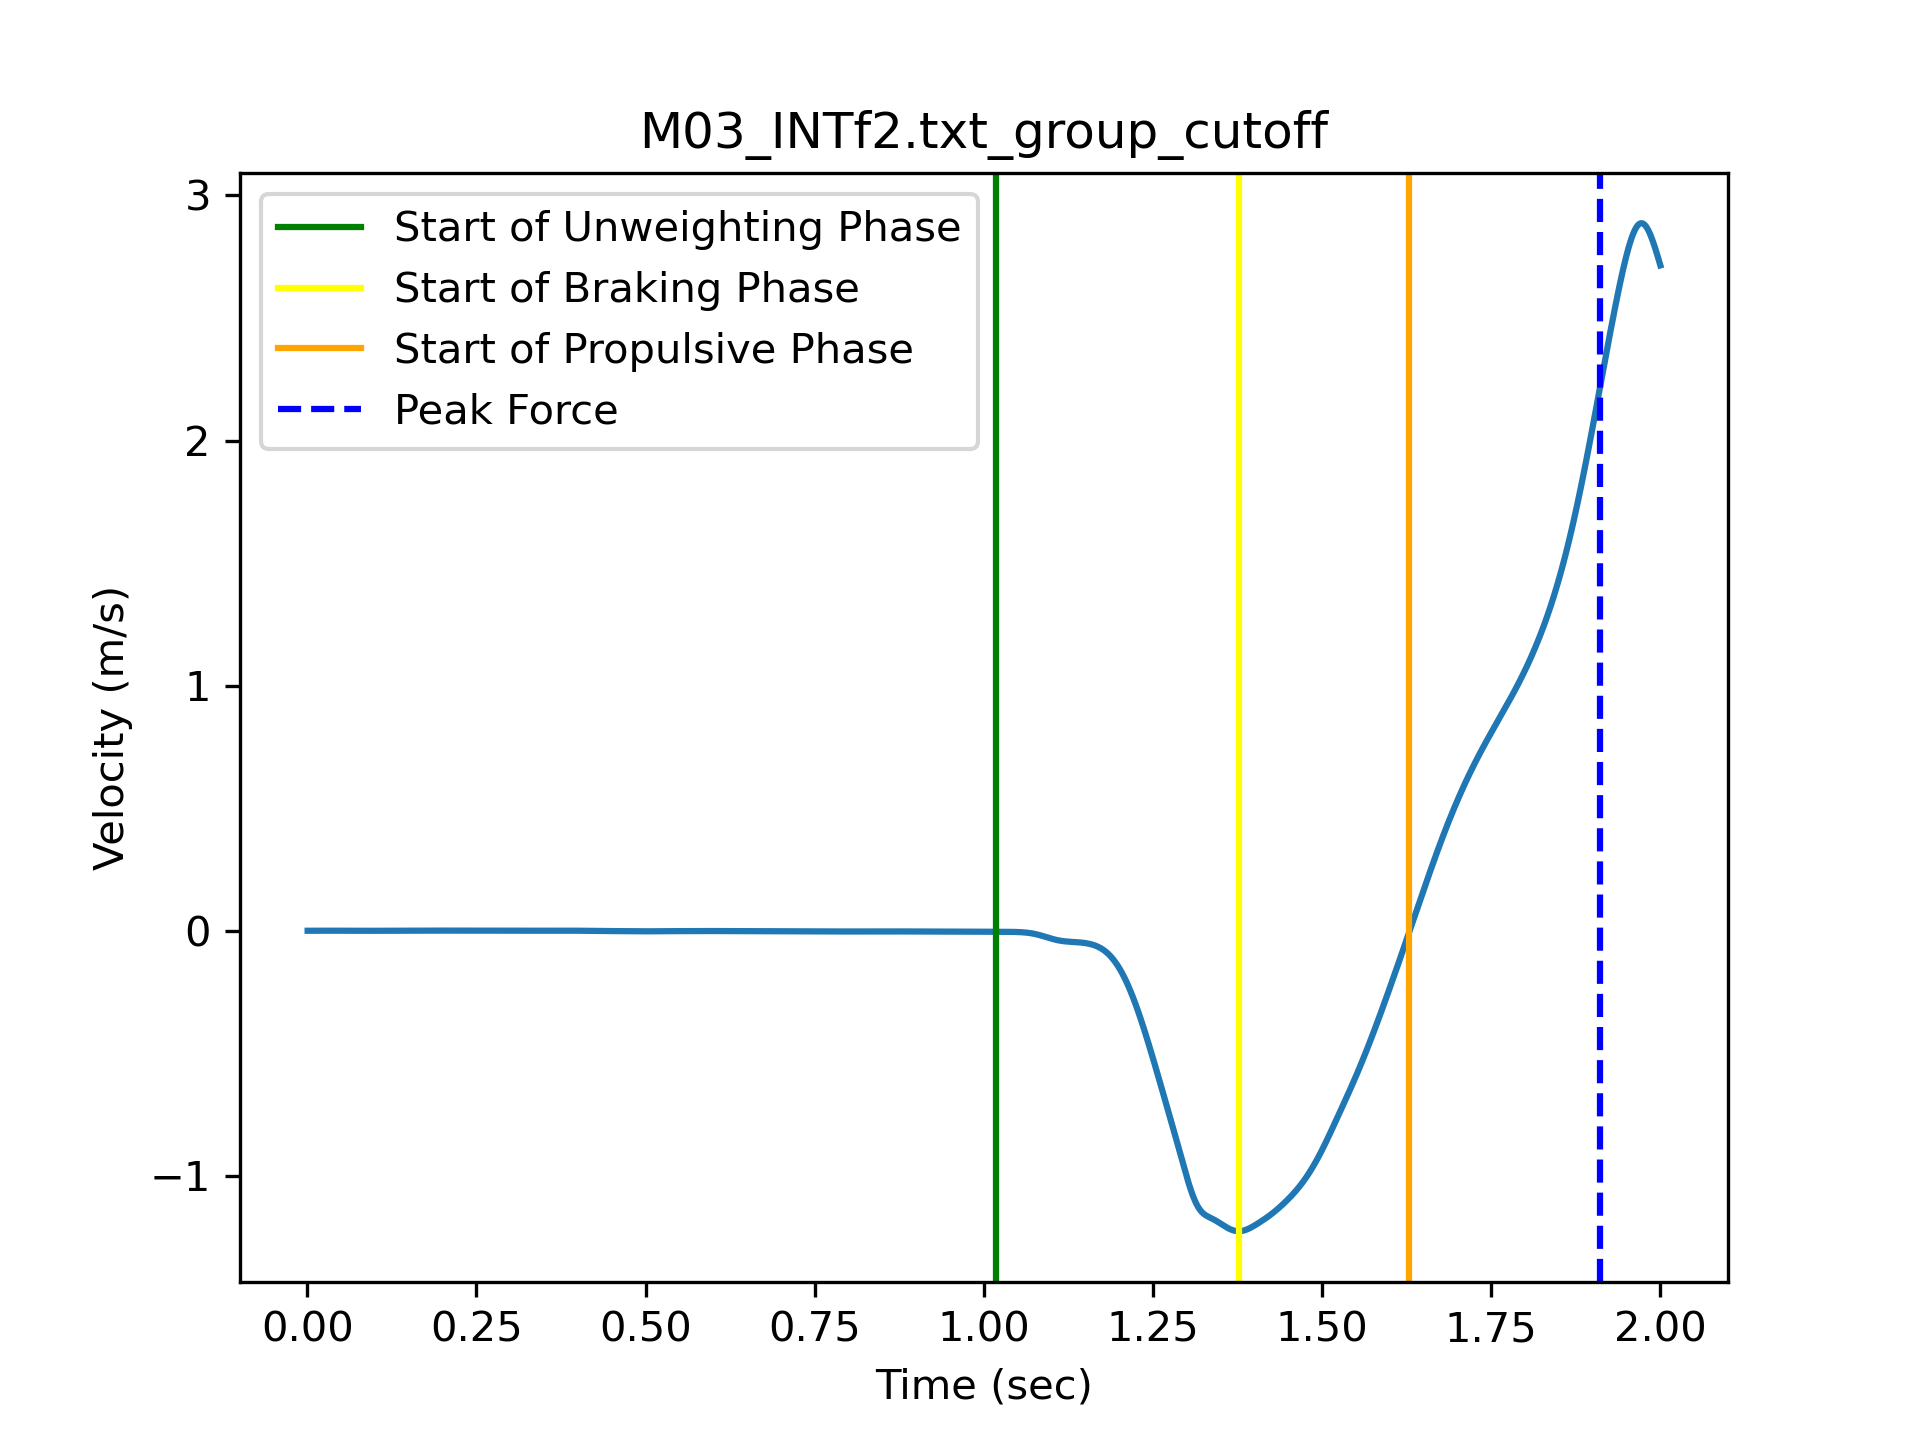 M03_INTf2.txt_group_cutoff
Start of Unweighting Phase
Start of Braking Phase
Start of Propulsive Phase
Peak Force
3
2
1
0
−1
Velocity (m/s)
0.00 0.25 0.50 0.75 1.00 1.25 1.50 1.75 2.00
Time (sec)